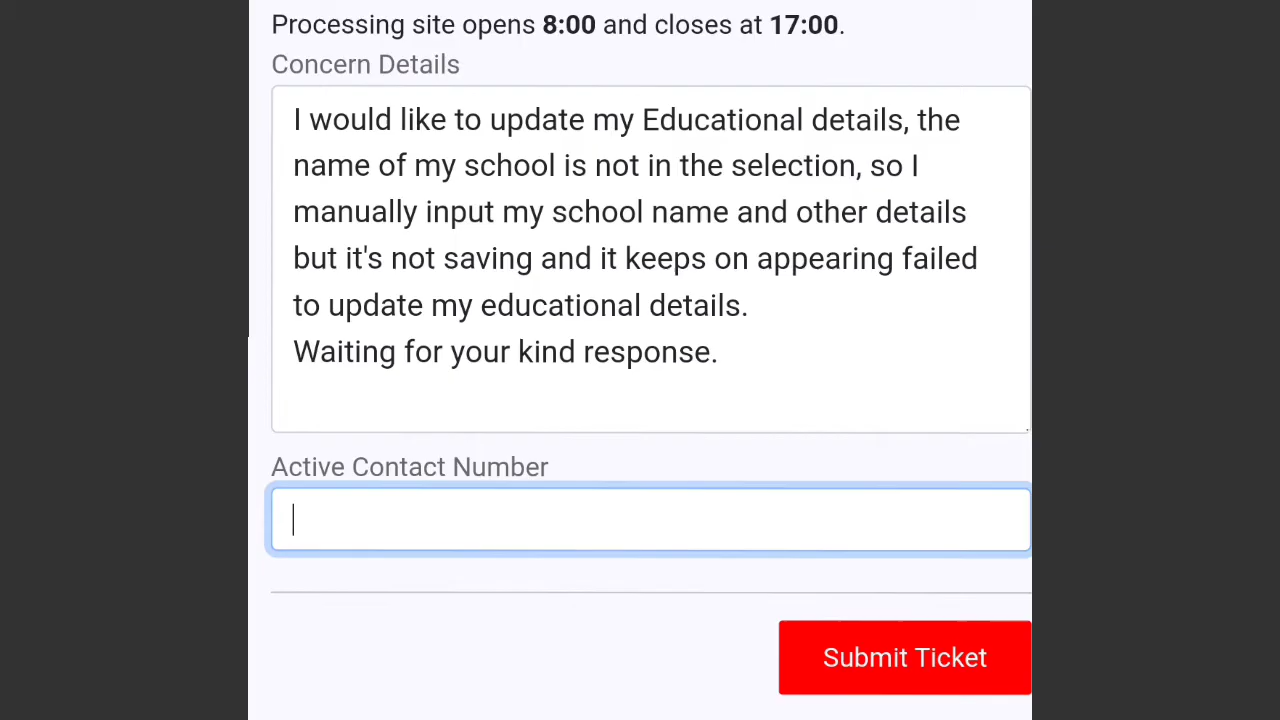 Processing site opens 8:00 and closes at 17:00.
Concern Details
I would like to update my Educational details, the
name of my school is not in the selection, so I
manually input my school name and other details
but it's not saving and it keeps on appearing failed
to update my educational details.
Waiting for your kind response.
Active Contact Number
Submit Ticket